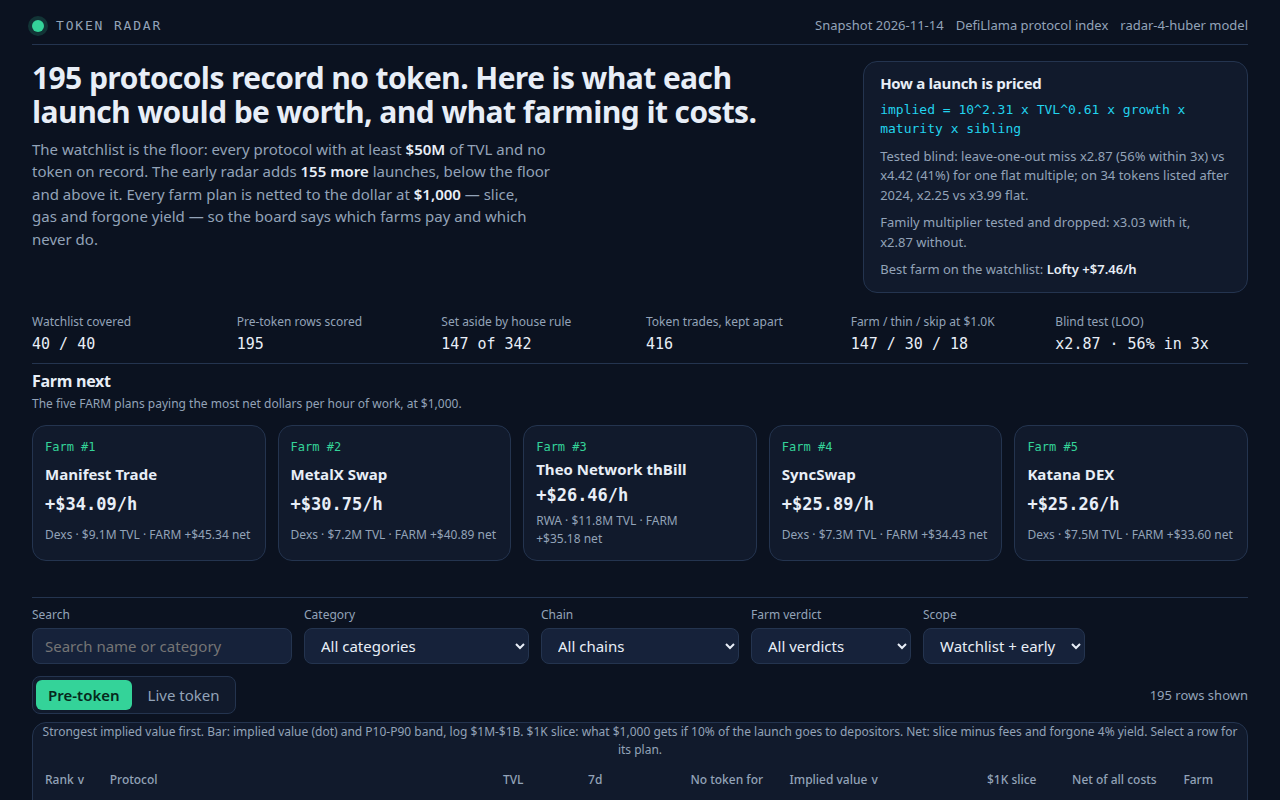 TOKEN RADAR
Snapshot 2026-11-14 DefiLlama protocol index radar-4-huber model
195 protocols record no token. Here is what each
launch would be worth, and what farming it costs.
The watchlist is the floor: every protocol with at least $50M of TVL and no
token on record. The early radar adds 155 more launches, below the floor
and above it. Every farm plan is netted to the dollar at $1,000 — slice,
gas and forgone yield — so the board says which farms pay and which
never do.
How a launch is priced
implied = 10^2.31 x TVL^0.61 x growth x
maturity x sibling
Tested blind: leave-one-out miss x2.87 (56% within 3x) vs
x4.42 (41%) for one flat multiple; on 34 tokens listed after
2024, x2.25 vs x3.99 flat.
Family multiplier tested and dropped: x3.03 with it,
x2.87 without.
Best farm on the watchlist: Lofty +$7.46/h
Watchlist covered
40 / 40
Pre-token rows scored
195
Set aside by house rule
147 of 342
Token trades, kept apart
416
Farm / thin / skip at $1.0K
147 / 30 / 18
Blind test (LOO)
x2.87 · 56% in 3x
Farm next
The five FARM plans paying the most net dollars per hour of work, at $1,000.
Farm #1
Manifest Trade
+$34.09/h
Dexs · $9.1M TVL · FARM +$45.34 net
Farm #2
MetalX Swap
+$30.75/h
Dexs · $7.2M TVL · FARM +$40.89 net
Farm #3
Theo Network thBill
+$26.46/h
RWA · $11.8M TVL · FARM
+$35.18 net
Farm #4
SyncSwap
+$25.89/h
Dexs · $7.3M TVL · FARM +$34.43 net
Farm #5
Katana DEX
+$25.26/h
Dexs · $7.5M TVL · FARM +$33.60 net
Search
Search name or category
Category
All categories
Chain
All chains
Farm verdict
All verdicts
Scope
Watchlist + early
Pre-token
Live token
195 rows shown
Strongest implied value first. Bar: implied value (dot) and P10-P90 band, log $1M-$1B. $1K slice: what $1,000 gets if 10% of the launch goes to depositors. Net: slice minus fees and forgone 4% yield. Select a row for
its plan.
Rank v Protocol TVL 7d No token for Implied value v $1K slice Net of all costs Farm